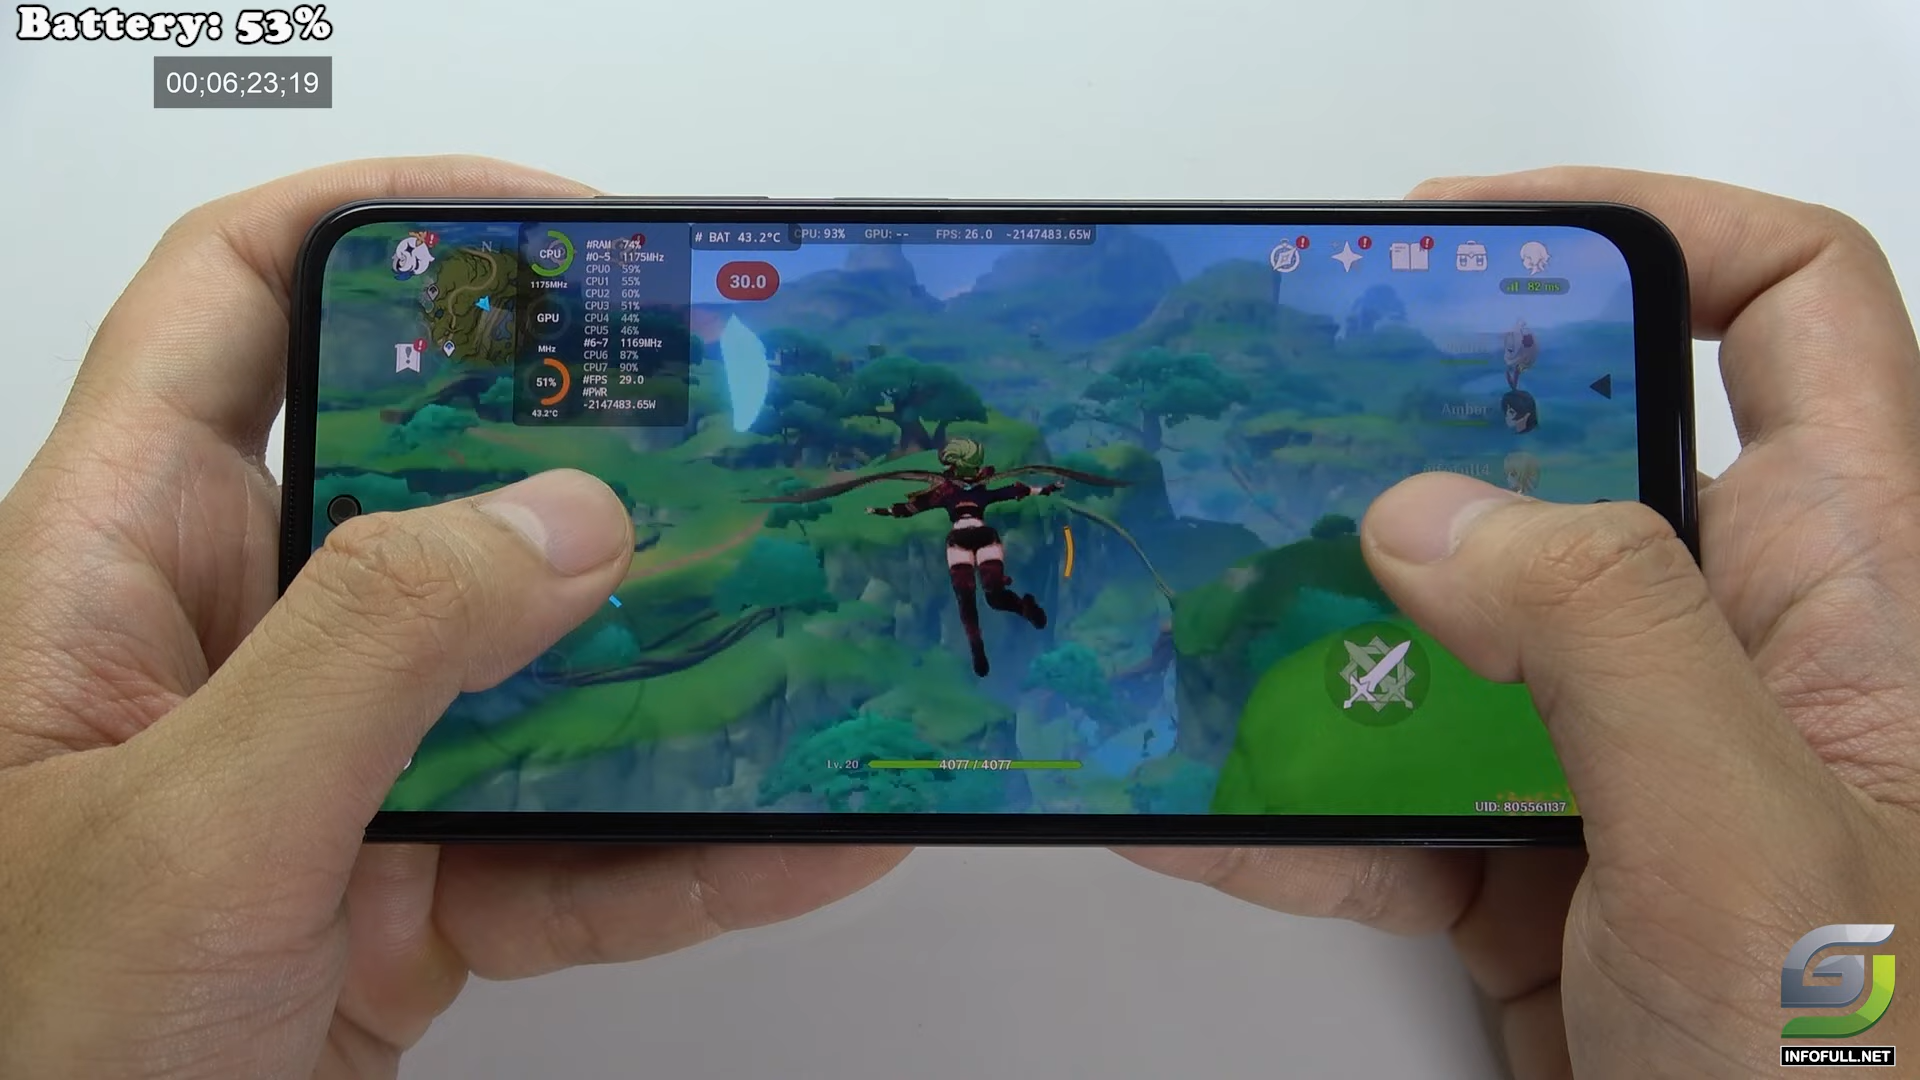 Battery: 53%
00;06;23;19
N
CPU
1175MHz
GPU
MHz
51%
43.2°C
#RAM 74%
#0~5 1175MHz
CPU0 59%
CPU1 55%
CPU2 60%
CPU3 51%
CPU4 44%
CPU5 46%
#6~7 1169MHz
CPU6 87%
CPU7 90%
#FPS 29.0
#PWR
-2147483.65W
# BAT 43.2°C
CPU: 93% GPU: -- FPS: 26.0 -2147483.65W
30.0
82 ms
Amber
infofull4
Lv. 20 4077 / 4077
UID: 805561137
INFOFULL.NET